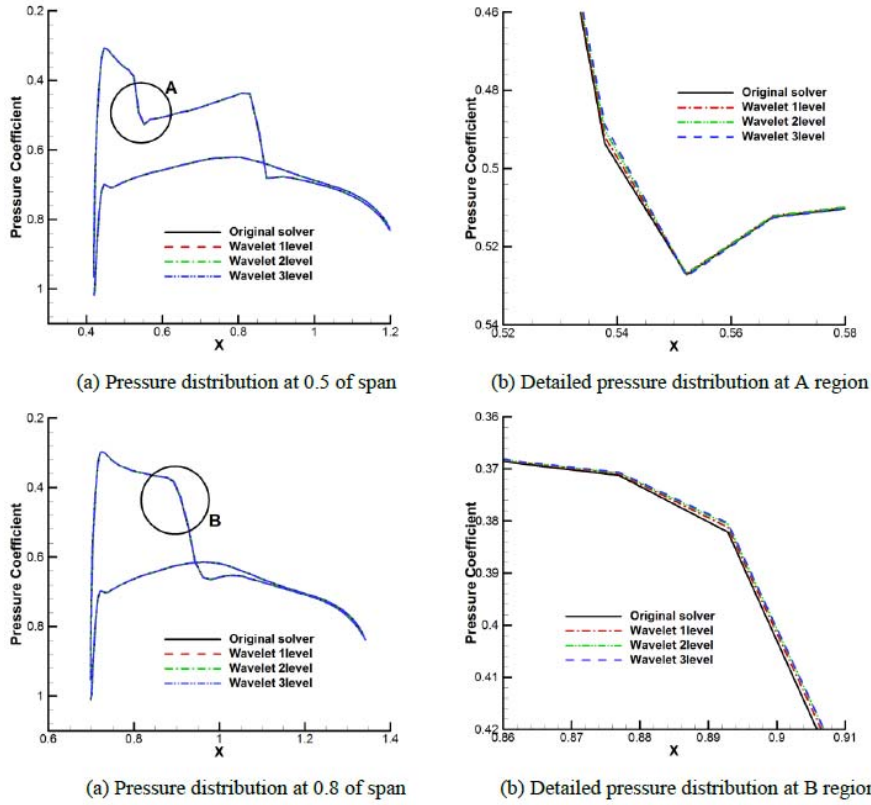 0.2
0.4
0.6
0.8
1
Pressure Coefficient
A
Original solver
Wavelet 1level
Wavelet 2level
Wavelet 3level
0.4 0.6 0.8 1 1.2
X
(a) Pressure distribution at 0.5 of span
0.46
0.48
0.5
0.52
0.54
Pressure Coefficient
Original solver
Wavelet 1level
Wavelet 2level
Wavelet 3level
0.52 0.54 0.56 0.58
X
(b) Detailed pressure distribution at A region
0.2
0.4
0.6
0.8
1
Pressure Coefficient
B
Original solver
Wavelet 1level
Wavelet 2level
Wavelet 3level
0.6 0.8 1 1.2 1.4
X
(a) Pressure distribution at 0.8 of span
0.36
0.37
0.38
0.39
0.4
0.41
0.42
Pressure Coefficient
Original solver
Wavelet 1level
Wavelet 2level
Wavelet 3level
0.86 0.87 0.88 0.89 0.9 0.91
X
(b) Detailed pressure distribution at B region